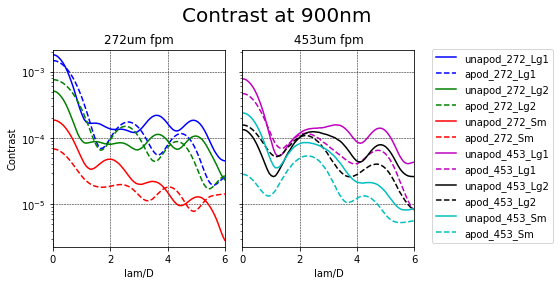 Contrast at 900nm
272um fpm
453um fpm
Contrast
10⁻³
10⁻⁴
10⁻⁵
0 2 4 6
0 2 4 6
lam/D
lam/D
unapod_272_Lg1
apod_272_Lg1
unapod_272_Lg2
apod_272_Lg2
unapod_272_Sm
apod_272_Sm
unapod_453_Lg1
apod_453_Lg1
unapod_453_Lg2
apod_453_Lg2
unapod_453_Sm
apod_453_Sm